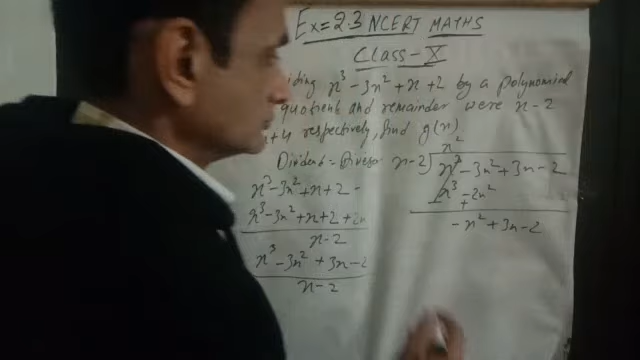 Ex=2.3 NCERT MATHS
Class-X
iding x³-3x²+x+2 by a polynomial
quotient and remainder were x-2
x+4 respectively, find g(x)
Dividend=Divisor
x³-3x²+x+2-
x³-3x²+x+2+2x
x-2
x³-3x²+3x-2
x-2
x²
x-2) x³-3x²+3x-2
x³-2x²
- +
-x²+3x-2